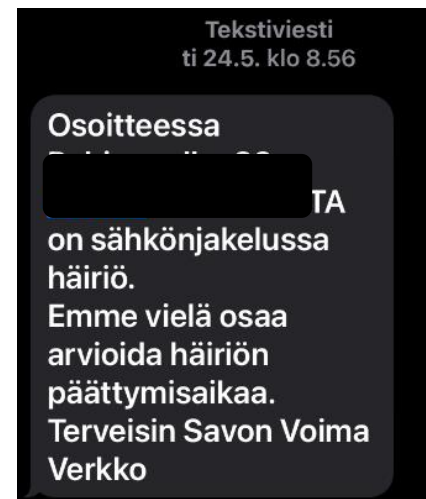 Tekstiviesti
ti 24.5. klo 8.56
Osoitteessa
TA
on sähkönjakelussa
häiriö.
Emme vielä osaa
arvioida häiriön
päättymisaikaa.
Terveisin Savon Voima
Verkko